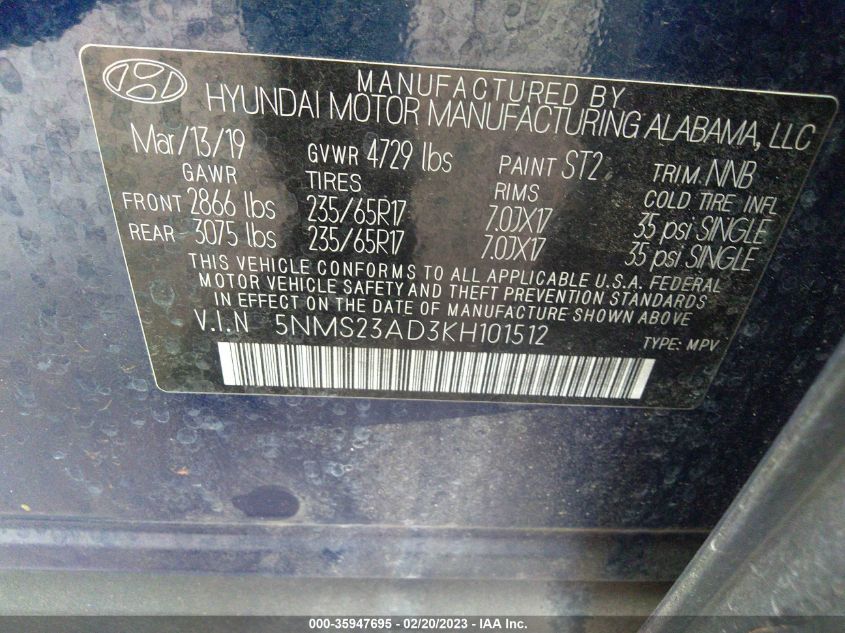 MANUFACTURED BY
HYUNDAI MOTOR MANUFACTURING ALABAMA, LLC
Mar/13/19 GVWR 4729 lbs PAINT ST2 TRIM NNB
GAWR TIRES RIMS COLD TIRE INFL
FRONT 2866 lbs 235/65R17 7.0JX17 35 psi SINGLE
REAR 3075 lbs 235/65R17 7.0JX17 35 psi SINGLE
THIS VEHICLE CONFORMS TO ALL APPLICABLE U.S.A. FEDERAL
MOTOR VEHICLE SAFETY AND THEFT PREVENTION STANDARDS
IN EFFECT ON THE DATE OF MANUFACTURE SHOWN ABOVE
V.I.N 5NMS23AD3KH101512 TYPE: MPV
000-35947695 - 02/20/2023 - IAA Inc.